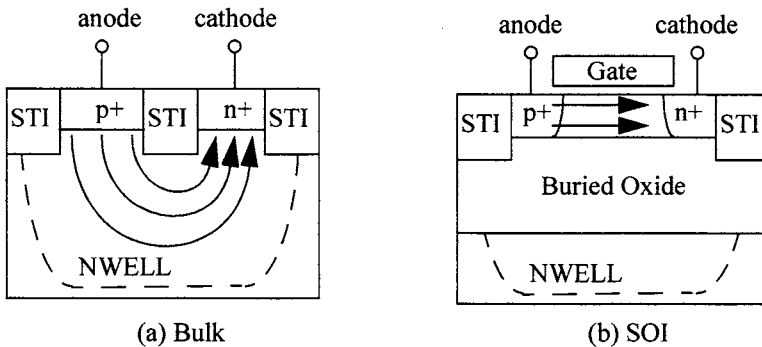 anode cathode
STI p+ STI n+ STI
NWELL
(a) Bulk
anode cathode
Gate
STI p+ n+ STI
Buried Oxide
NWELL
(b) SOI